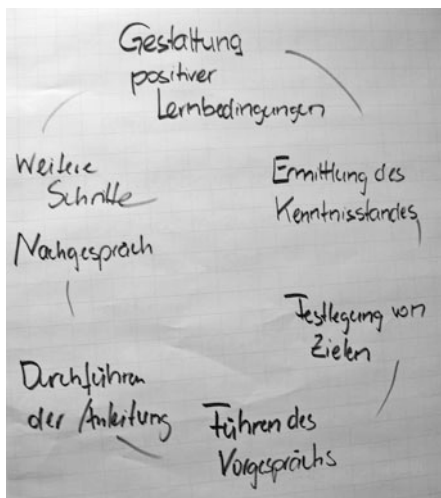 Gestaltung
positiver
Lernbedingungen
Ermittlung des
Kenntnisstandes
Festlegung von
Zielen
Führen des
Vorgesprächs
Durchführen
der Anleitung
Nachgespräch
Weitere
Schritte